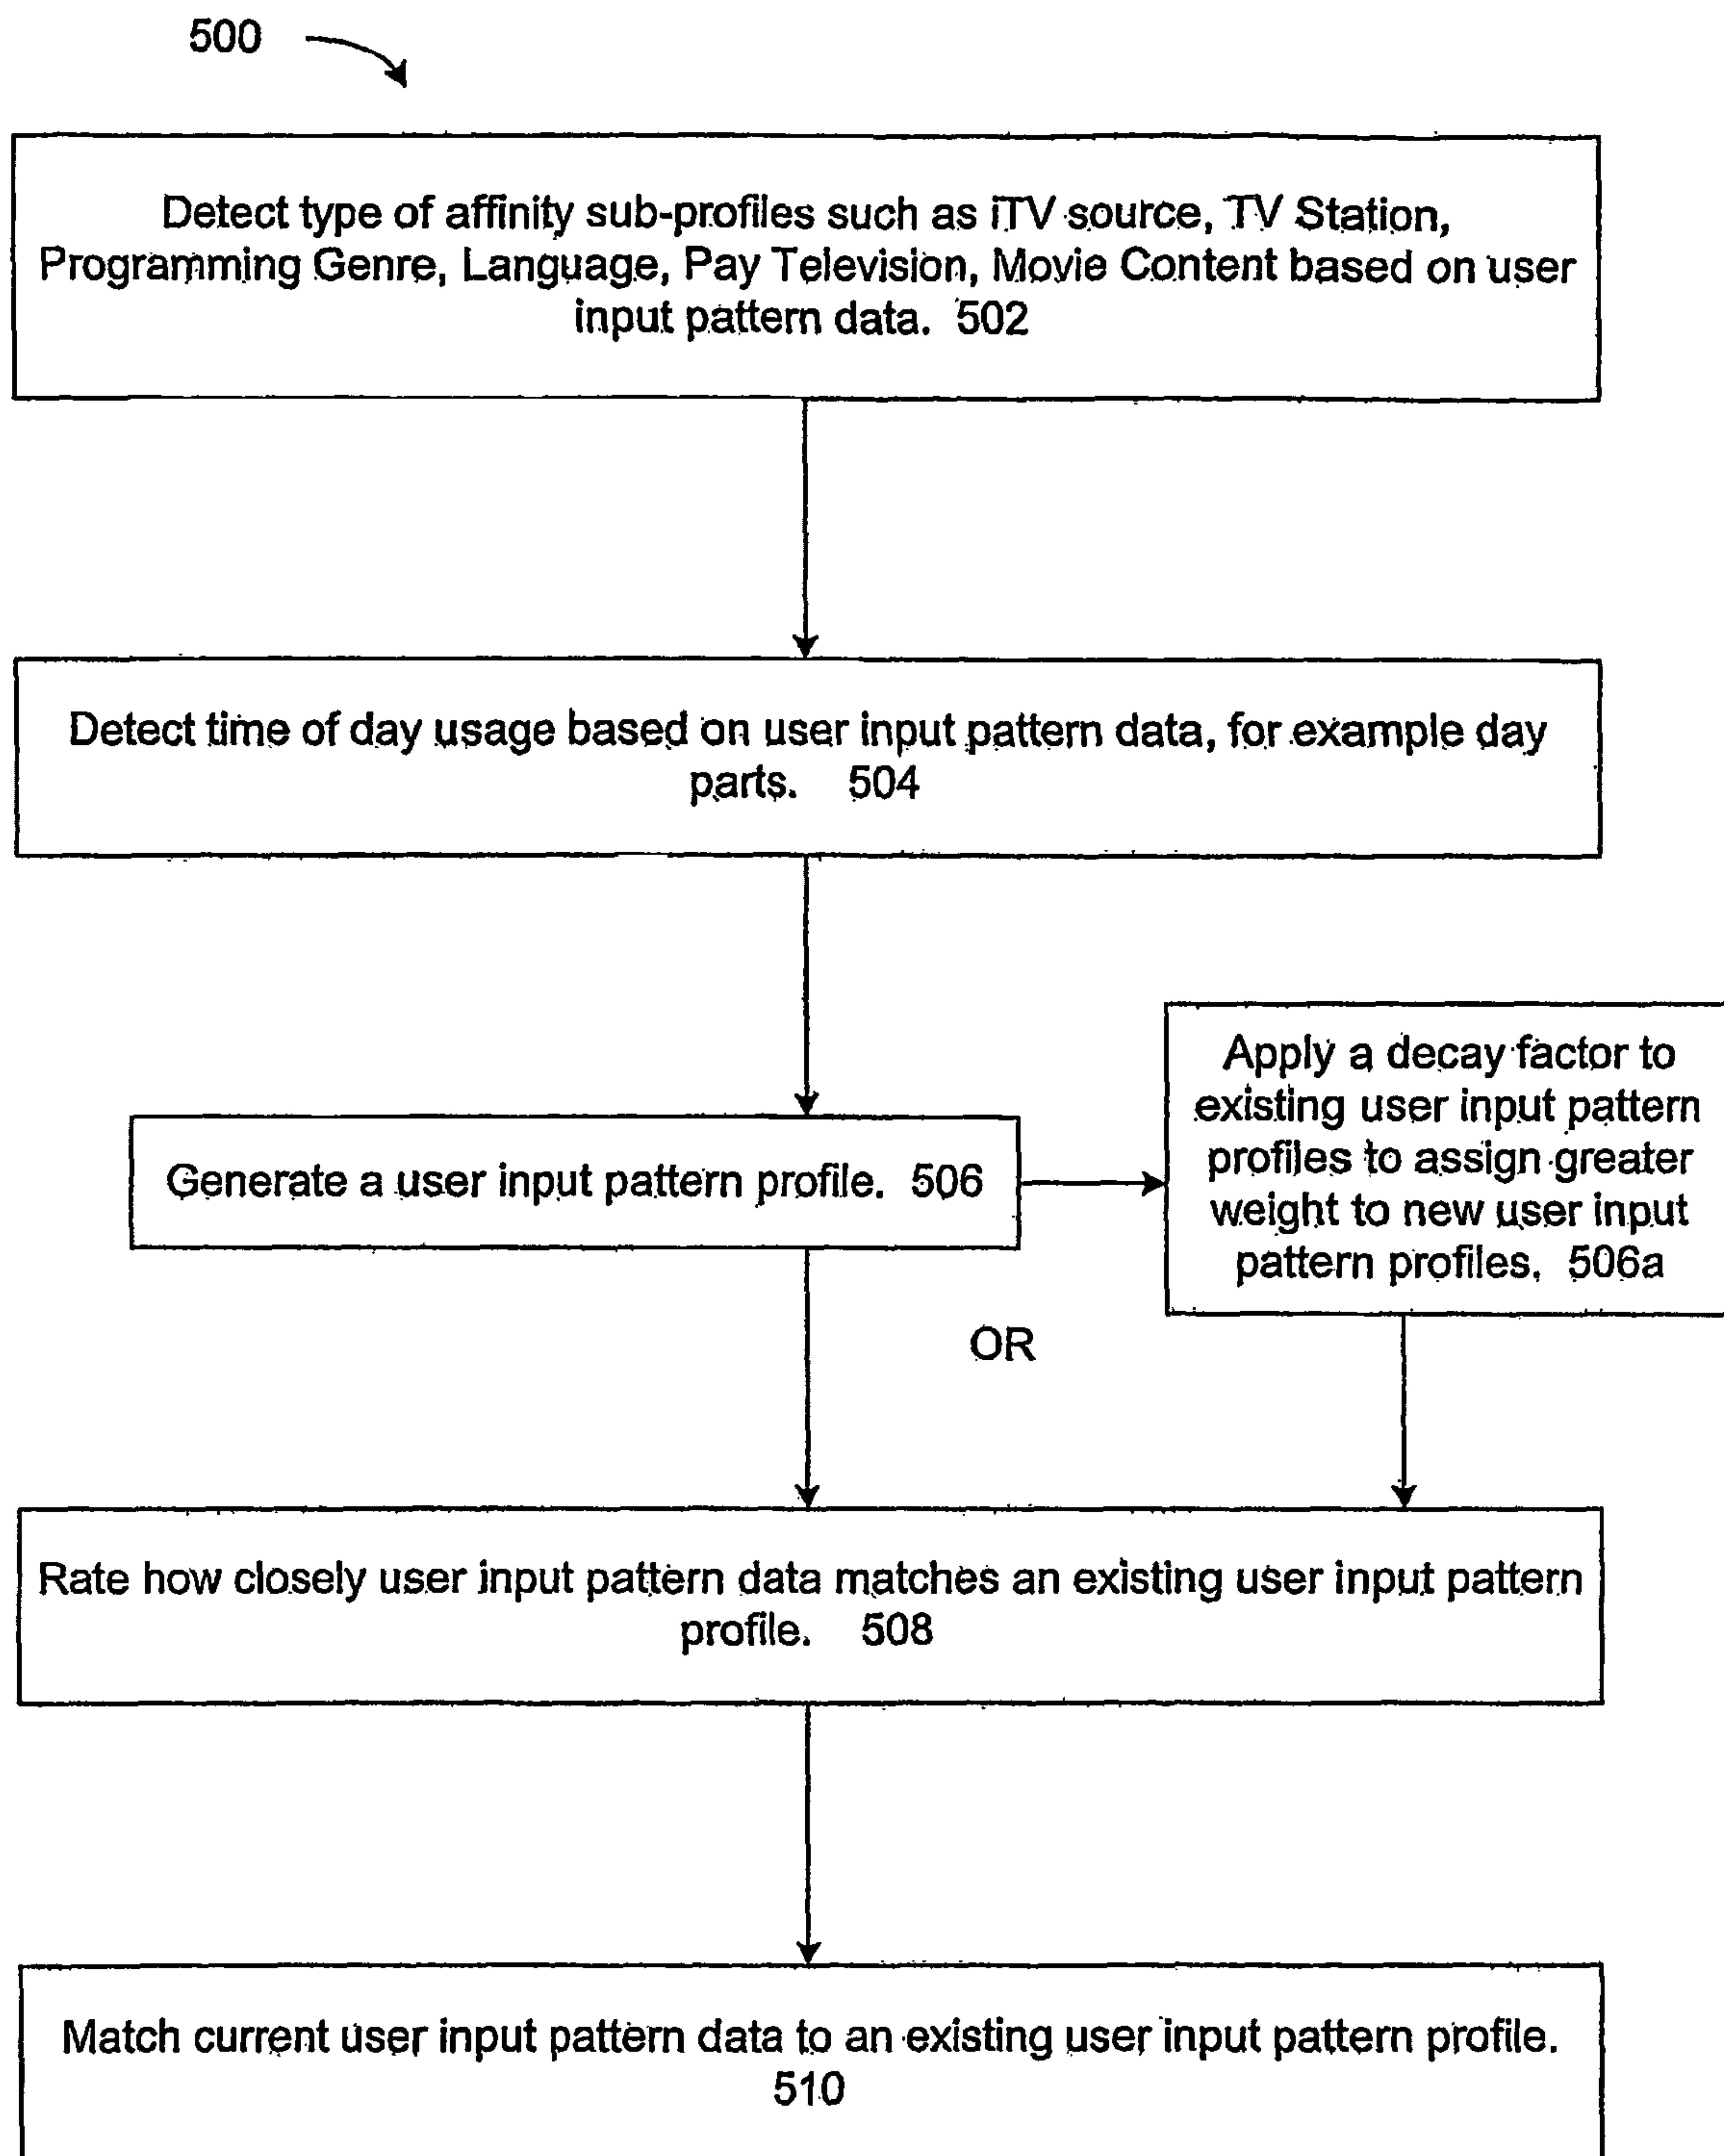 500
Detect type of affinity sub-profiles such as iTV source, TV Station,
Programming Genre, Language, Pay Television, Movie Content based on user
input pattern data. 502
Detect time of day usage based on user input pattern data, for example day
parts. 504
Generate a user input pattern profile. 506
Apply a decay factor to
existing user input pattern
profiles to assign greater
weight to new user input
pattern profiles. 506a
OR
Rate how closely user input pattern data matches an existing user input pattern
profile. 508
Match current user input pattern data to an existing user input pattern profile.
510